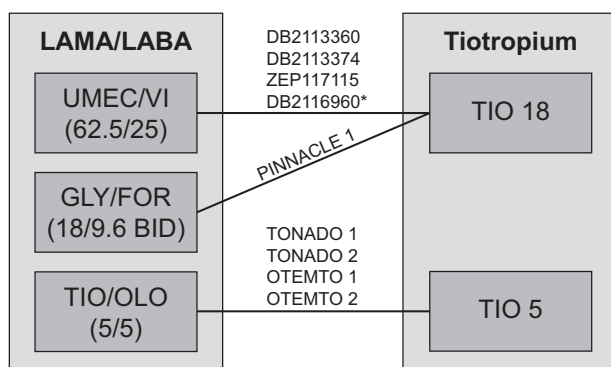 LAMA/LABA
UMEC/VI
(62.5/25)
GLY/FOR
(18/9.6 BID)
TIO/OLO
(5/5)
DB2113360
DB2113374
ZEP117115
DB2116960*
PINNACLE 1
TONADO 1
TONADO 2
OTEMTO 1
OTEMTO 2
Tiotropium
TIO 18
TIO 5